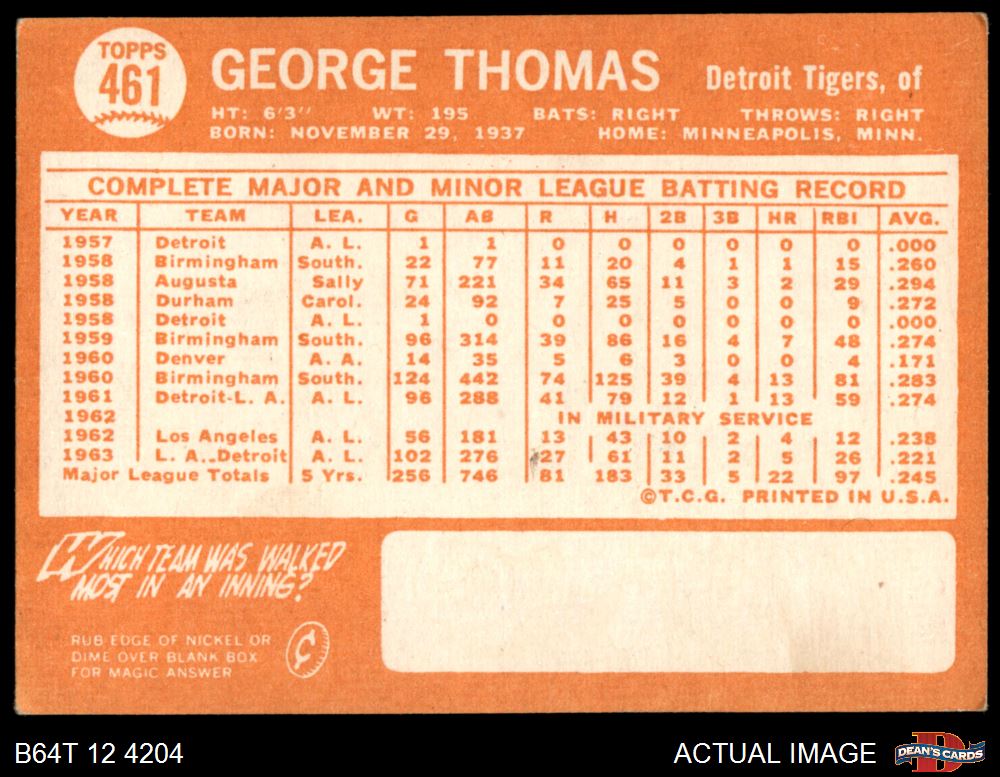 TOPPS
461
GEORGE THOMAS Detroit Tigers, of
HT: 6'3" WT: 195 BATS: RIGHT THROWS: RIGHT
BORN: NOVEMBER 29, 1937 HOME: MINNEAPOLIS, MINN.
COMPLETE MAJOR AND MINOR LEAGUE BATTING RECORD
YEAR TEAM LEA. G AB R H 2B 3B HR RBI AVG.
1957 Detroit A. L. 1 1 0 0 0 0 0 0 .000
1958 Birmingham South. 22 77 11 20 4 1 1 15 .260
1958 Augusta Sally 71 221 34 65 11 3 2 29 .294
1958 Durham Carol. 24 92 7 25 5 0 0 9 .272
1958 Detroit A. L. 1 0 0 0 0 0 0 0 .000
1959 Birmingham South. 96 314 39 86 16 4 7 48 .274
1960 Denver A. A. 14 35 5 6 3 0 0 4 .171
1960 Birmingham South. 124 442 74 125 39 4 13 81 .283
1961 Detroit-L. A. A. L. 96 288 41 79 12 1 13 59 .274
1962 IN MILITARY SERVICE
1962 Los Angeles A. L. 56 181 13 43 10 2 4 12 .238
1963 L. A..Detroit A. L. 102 276 27 61 11 2 5 26 .221
Major League Totals 5 Yrs. 256 746 81 183 33 5 22 97 .245
©T.C.G. PRINTED IN U.S.A.
WHICH TEAM WAS WALKED
MOST IN AN INNING?
RUB EDGE OF NICKEL OR
DIME OVER BLANK BOX
FOR MAGIC ANSWER
¢
B64T 12 4204 ACTUAL IMAGE D DEAN'S CARDS